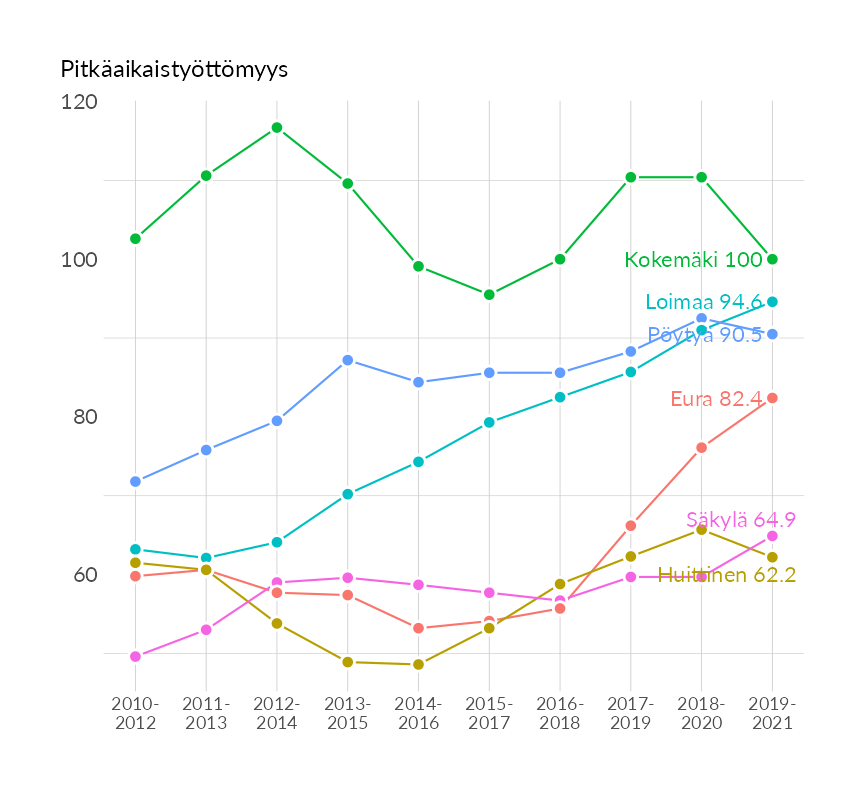 Pitkäaikaistyöttömyys
120
100
80
60
Kokemäki 100
Loimaa 94.6
Pöytyä 90.5
Eura 82.4
Säkylä 64.9
Huittinen 62.2
2010- 2011- 2012- 2013- 2014- 2015- 2016- 2017- 2018- 2019-
2012 2013 2014 2015 2016 2017 2018 2019 2020 2021